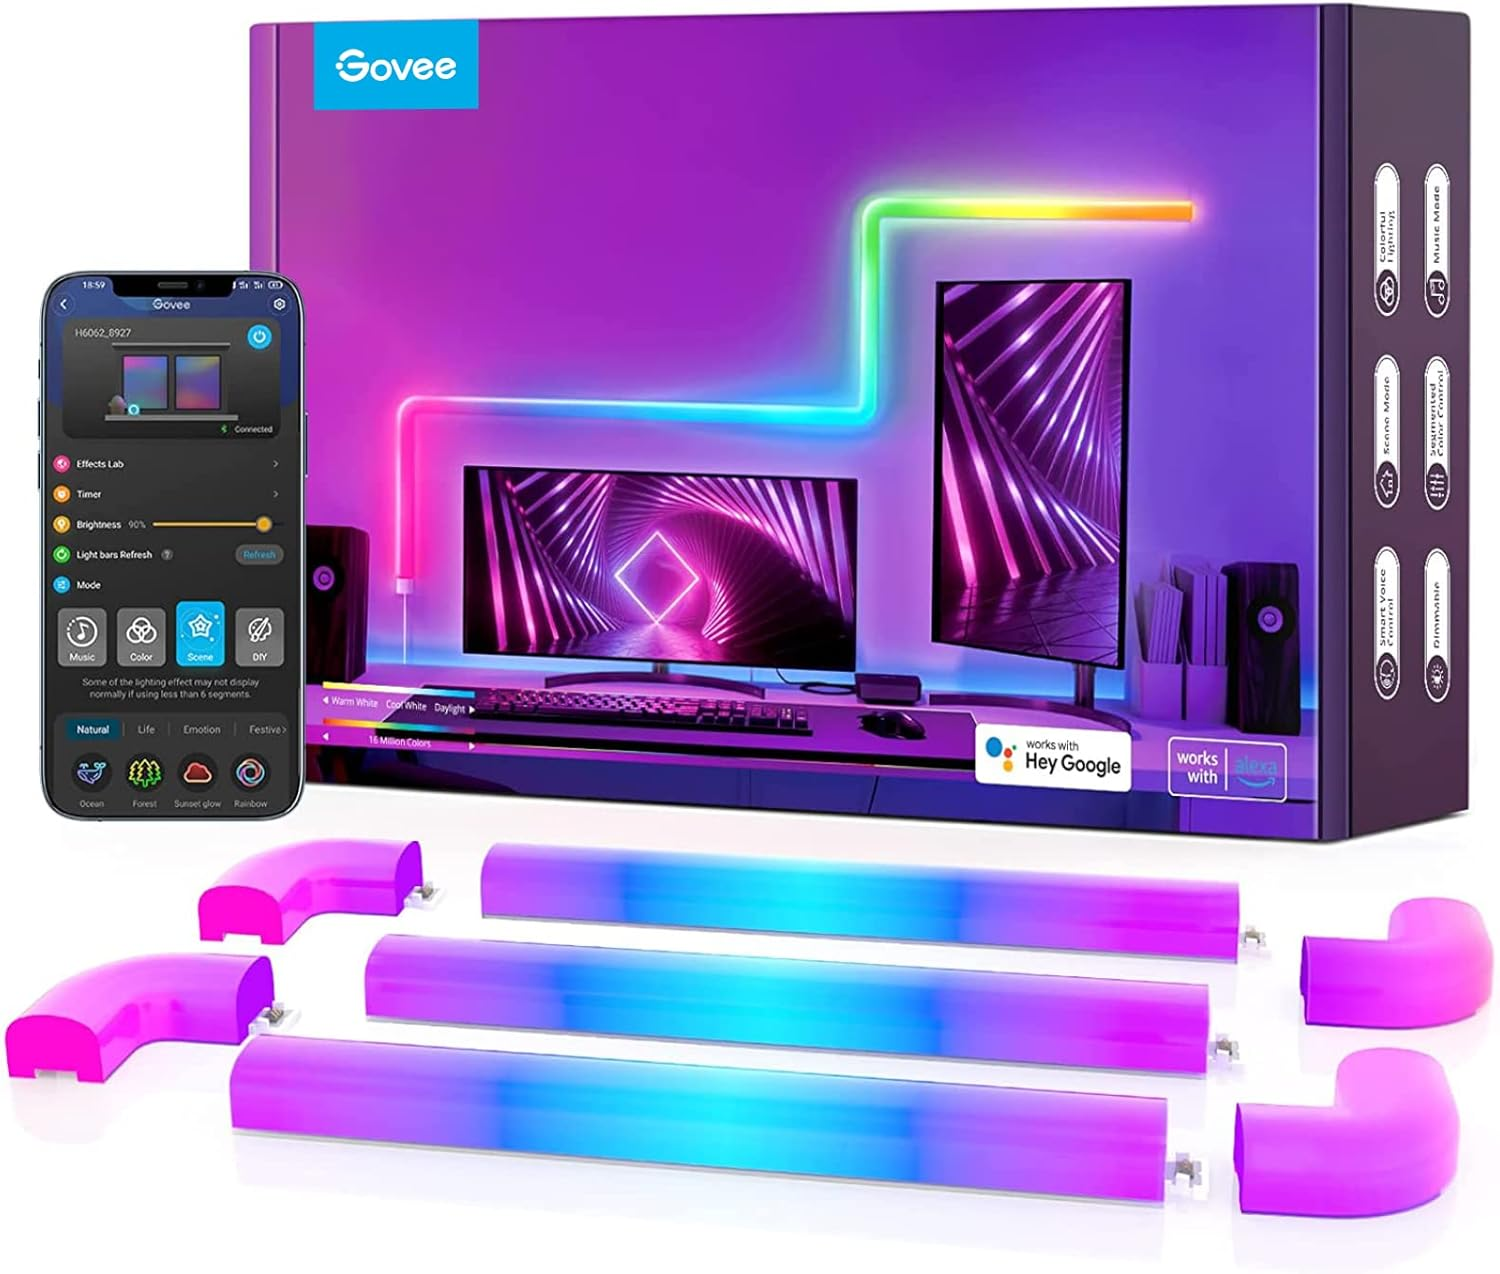 Govee
18:59
Govee
H6062_8927
Connected
Effects Lab
Timer
Brightness 90%
Light bars Refresh ?
Refresh
Mode
Music
Color
Scene
DIY
Some of the lighting effect may not display
normally if using less than 6 segments.
Natural
Life
Emotion
Festive
Ocean
Forest
Sunset glow
Rainbow
Warm White
Cool White
Daylight
16 Million Colors
works with
Hey Google
works
with
alexa
Colorful
Lighting
Music Mode
Scene Mode
Segmented
Color Control
Smart Voice
Control
Dimmable